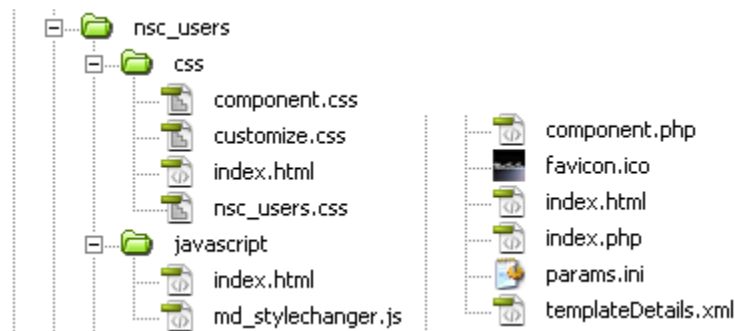 nsc_users
css
component.css
customize.css
index.html
nsc_users.css
javascript
index.html
md_stylechanger.js
component.php
favicon.ico
index.html
index.php
params.ini
templateDetails.xml